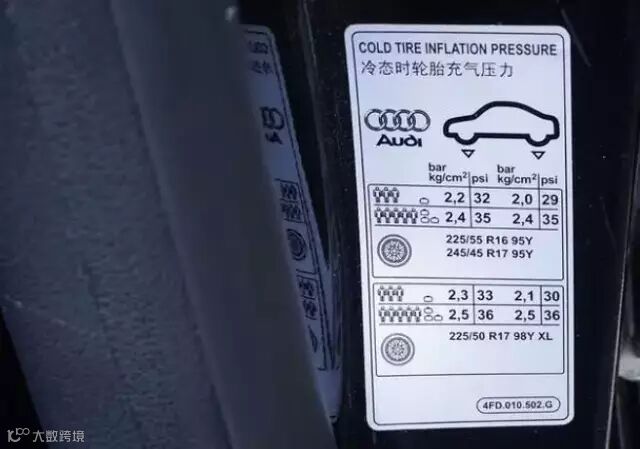 COLD TIRE INFLATION PRESSURE
冷态时轮胎充气压力
Audi
bar psi bar psi
kg/cm² kg/cm²
2,2 32 2,0 29
2,4 35 2,4 35
225/55 R16 95Y
245/45 R17 95Y
2,3 33 2,1 30
2,5 36 2,5 36
225/50 R17 98Y XL
4FD.010.502.G
大数跨境